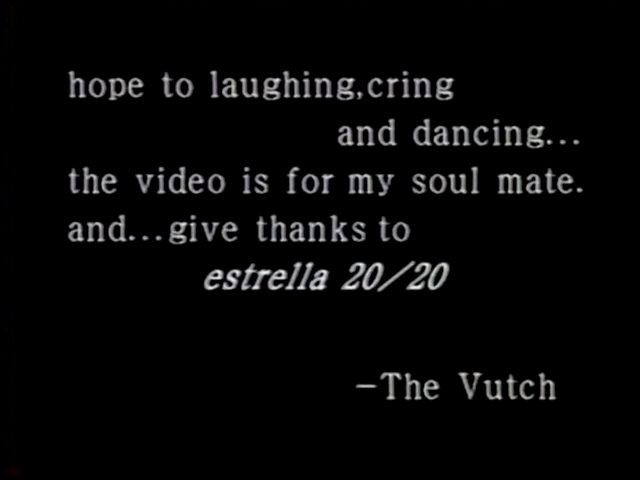 hope to laughing,cring
and dancing...
the video is for my soul mate.
and...give thanks to
estrella 20/20
-The Vutch